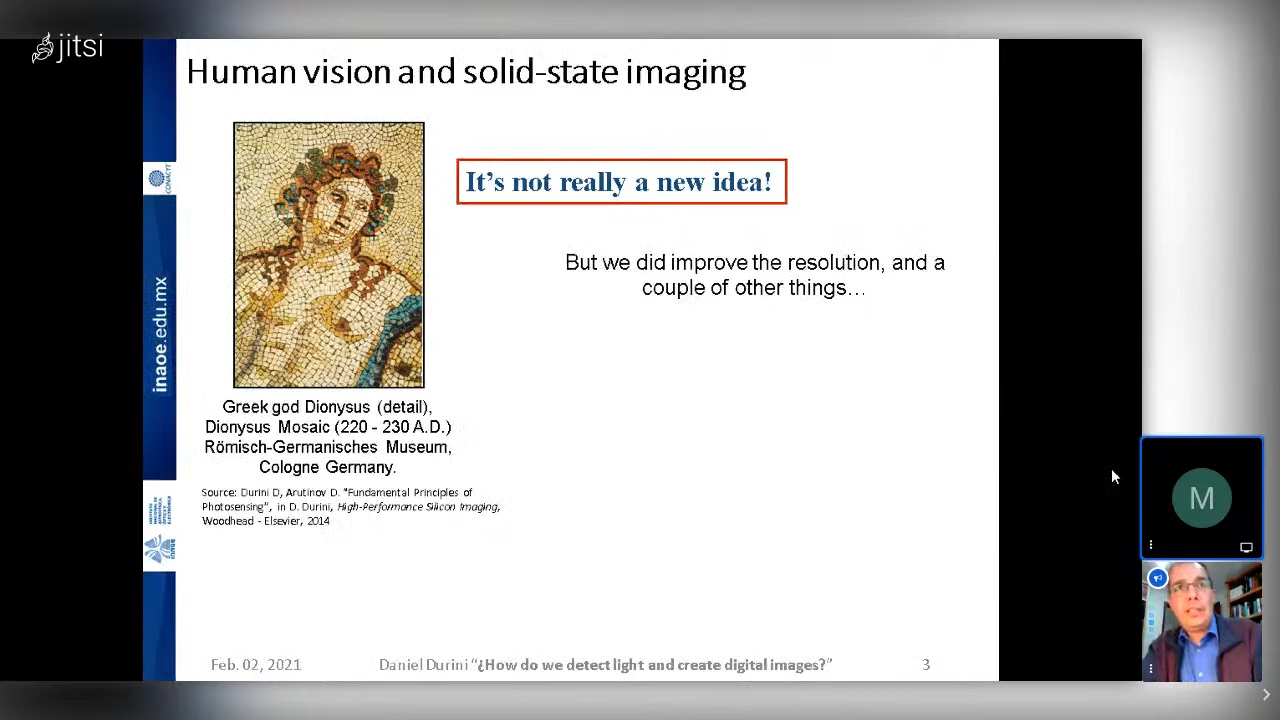 jitsi
Human vision and solid-state imaging
It's not really a new idea!
But we did improve the resolution, and a
couple of other things…
Greek god Dionysus (detail),
Dionysus Mosaic (220 - 230 A.D.)
Römisch-Germanisches Museum,
Cologne Germany.
Source: Durini D, Arutinov D. "Fundamental Principles of
Photosensing", in D. Durini, High-Performance Silicon Imaging,
Woodhead - Elsevier, 2014
CONACYT
inaoe.edu.mx
INAOE
M
Feb. 02, 2021
Daniel Durini "¿How do we detect light and create digital images?"
3